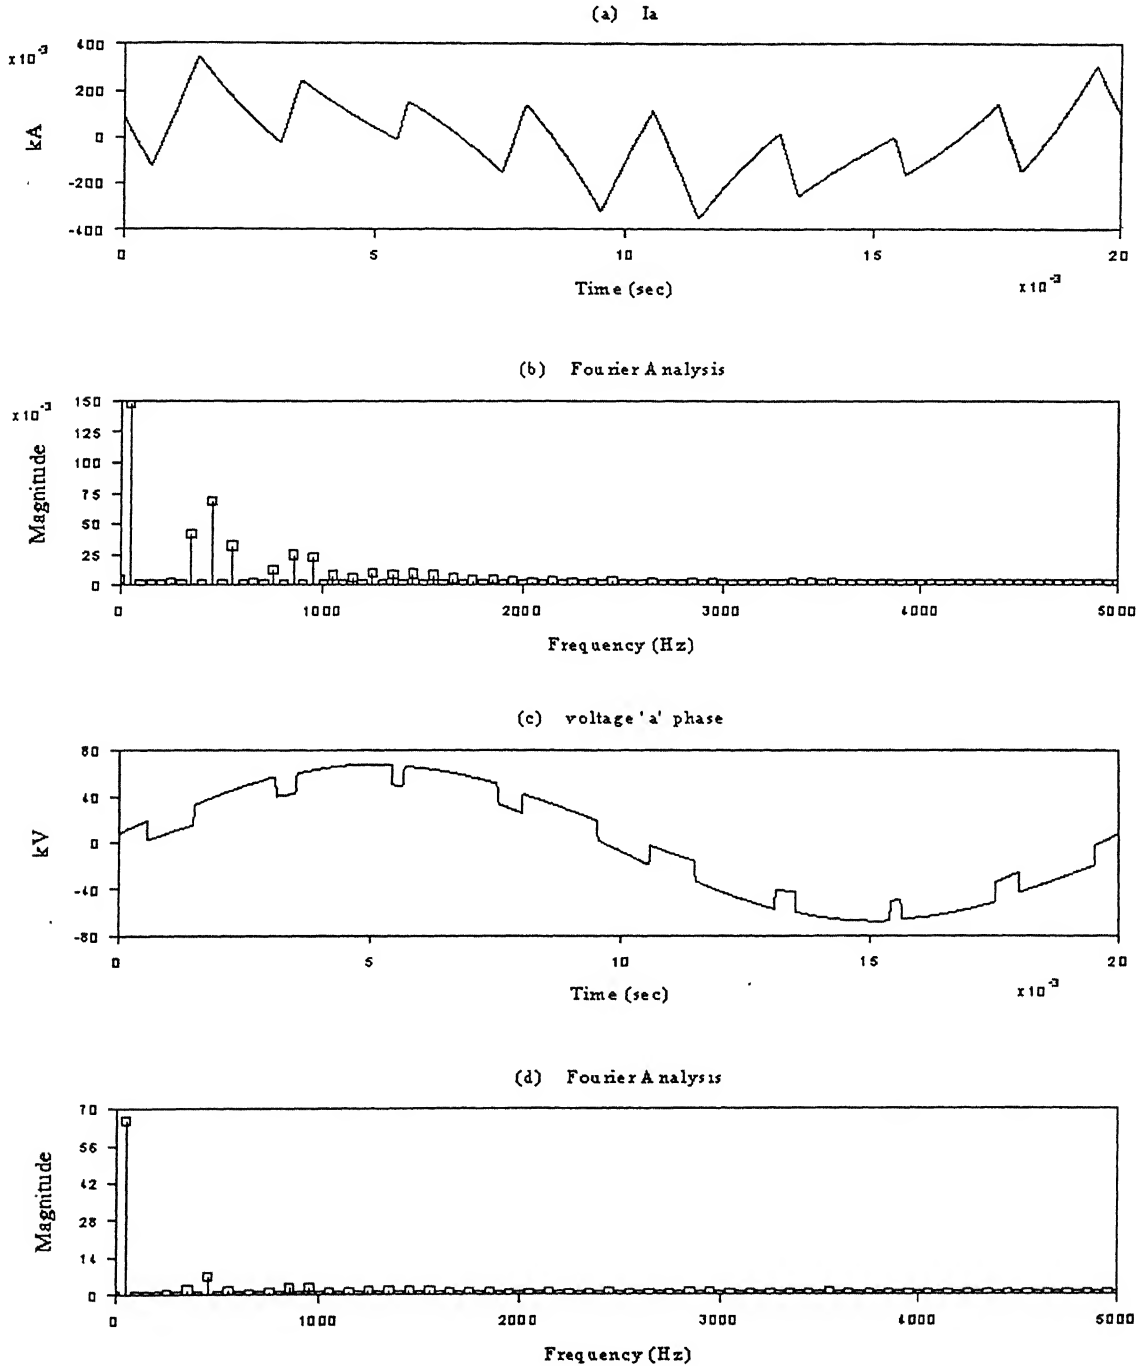 (a) Ia
x10⁻³
400
200
0
-200
-400
kA
0 5 10 15 20
Time (sec)
x10⁻³
(b) Fourier Analysis
x10⁻³
150
125
100
75
50
25
0
Magnitude
0 1000 2000 3000 4000 5000
Frequency (Hz)
(c) voltage 'a' phase
80
40
0
-40
-80
kV
0 5 10 15 20
Time (sec)
x10⁻³
(d) Fourier Analysis
70
56
42
28
14
0
Magnitude
0 1000 2000 3000 4000 5000
Frequency (Hz)